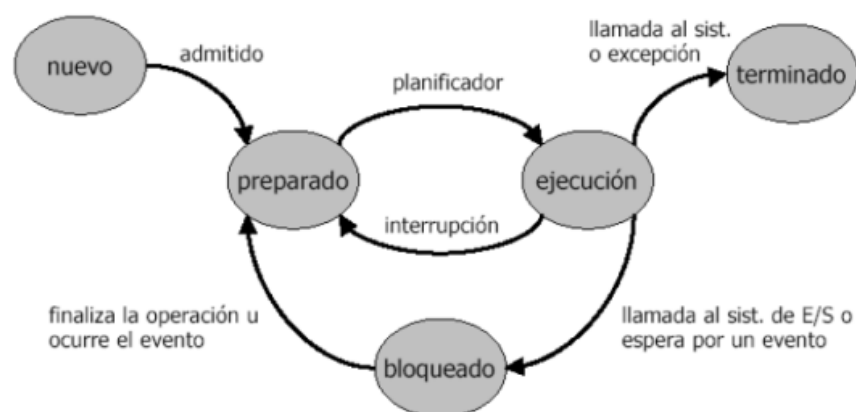 nuevo
admitido
planificador
llamada al sist.
o excepción
terminado
preparado
ejecución
interrupción
finaliza la operación u
ocurre el evento
llamada al sist. de E/S o
espera por un evento
bloqueado